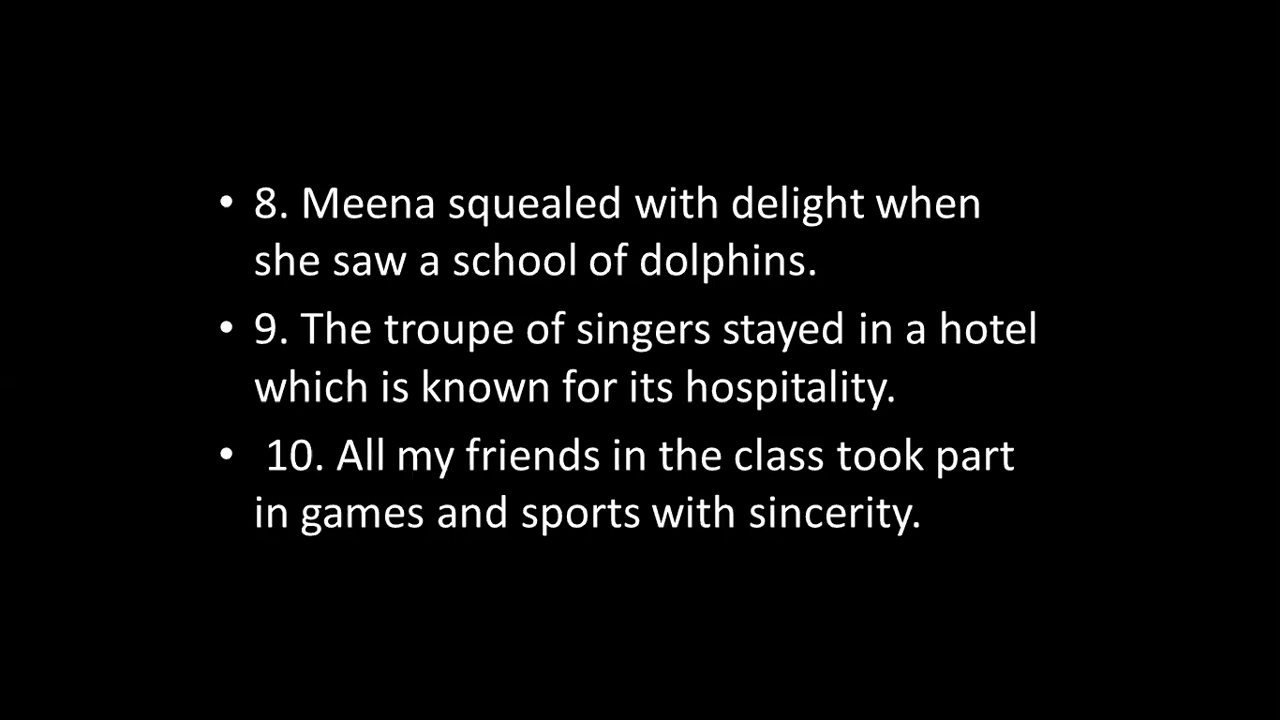 • 8. Meena squealed with delight when
she saw a school of dolphins.
• 9. The troupe of singers stayed in a hotel
which is known for its hospitality.
• 10. All my friends in the class took part
in games and sports with sincerity.